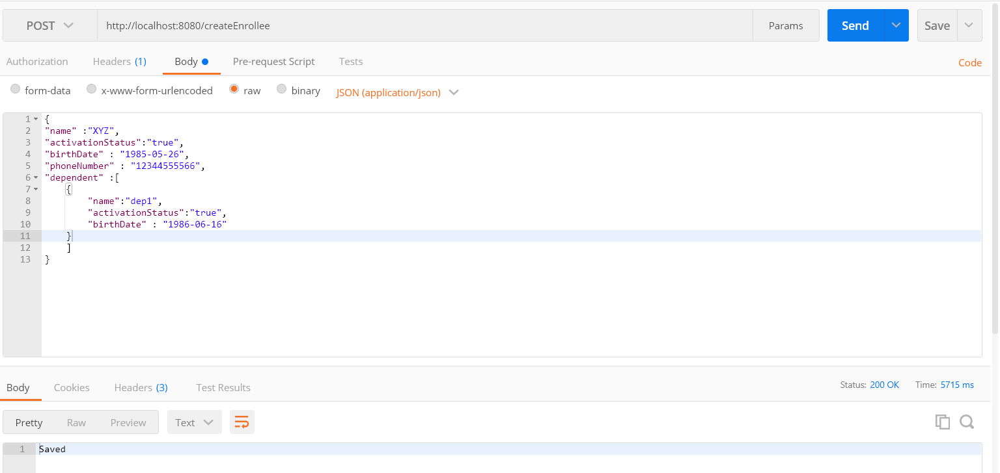 POST http://localhost:8080/createEnrollee Params Send Save
Authorization Headers (1) Body Pre-request Script Tests Code
form-data x-www-form-urlencoded raw binary JSON (application/json)
1 {
2 "name" :"XYZ",
3 "activationStatus":"true",
4 "birthDate" : "1985-05-26",
5 "phoneNumber" : "12344555566",
6 "dependent" :[
7 {
8 "name":"dep1",
9 "activationStatus":"true",
10 "birthDate" : "1986-06-16"
11 }
12 ]
13 }
Body Cookies Headers (3) Test Results Status: 200 OK Time: 5715 ms
Pretty Raw Preview Text
1 Saved